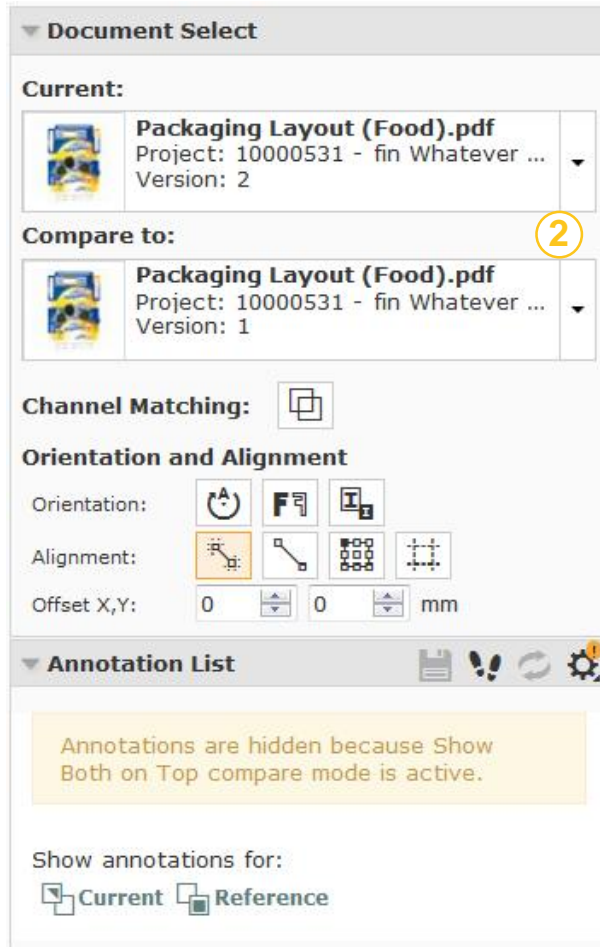 Document Select
Current:
Packaging Layout (Food).pdf
Project: 10000531 - fin Whatever ...
Version: 2
2
Compare to:
Packaging Layout (Food).pdf
Project: 10000531 - fin Whatever ...
Version: 1
Channel Matching:
Orientation and Alignment
Orientation:
Alignment:
Offset X,Y: 0 0 mm
Annotation List
Annotations are hidden because Show
Both on Top compare mode is active.
Show annotations for:
Current Reference